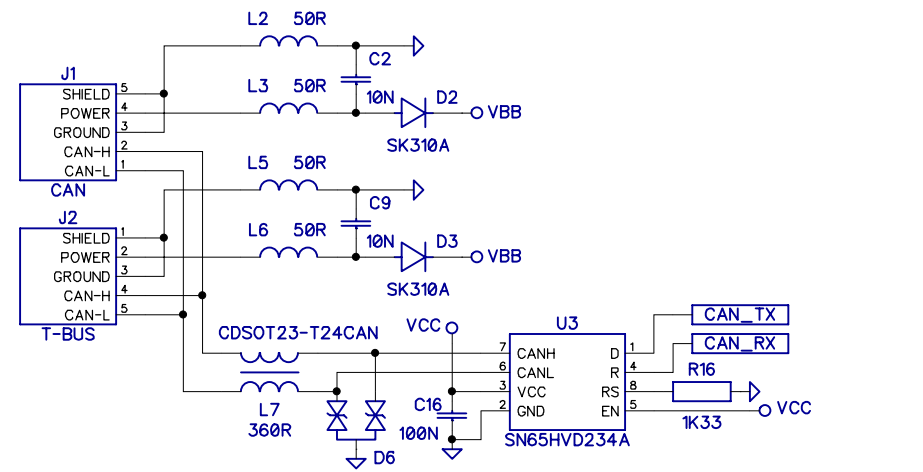 L2 50R
C2
L3 50R
10N
D2
VBB
SK310A
J1
SHIELD 5
POWER 4
GROUND 3
CAN-H 2
CAN-L 1
CAN
L5 50R
C9
L6 50R
10N
D3
VBB
SK310A
J2
SHIELD 1
POWER 2
GROUND 3
CAN-H 4
CAN-L 5
T-BUS
CDSOT23-T24CAN
L7
360R
D6
VCC
C16
100N
U3
7 CANH D 1
6 CANL R 4
3 VCC RS 8
2 GND EN 5
SN65HVD234A
CAN_TX
CAN_RX
R16
1K33
VCC